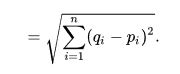 = \sqrt{\sum_{i=1}^{n} (q_i - p_i)^2}.